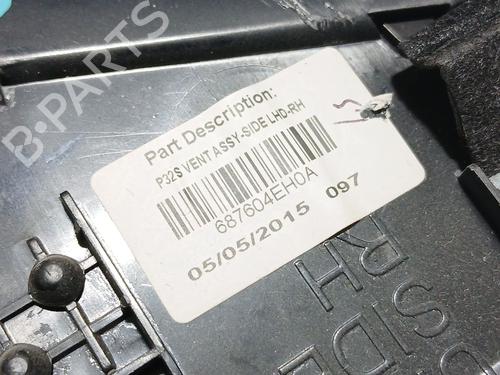 B-PARTS
Part Description:
P32S VENT ASSY-SIDE LHD-RH
687604EH0A
05/05/2015 097
SIDE
RH